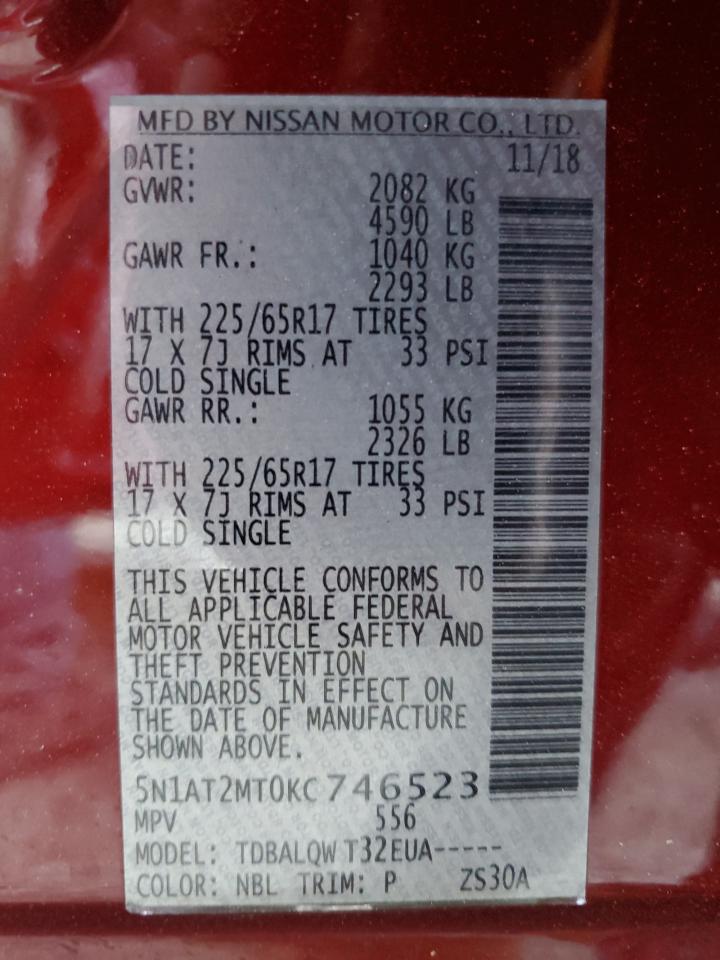 MFD BY NISSAN MOTOR CO., LTD.
DATE: 11/18
GVWR: 2082 KG
4590 LB
GAWR FR.: 1040 KG
2293 LB
WITH 225/65R17 TIRES
17 X 7J RIMS AT 33 PSI
COLD SINGLE
GAWR RR.: 1055 KG
2326 LB
WITH 225/65R17 TIRES
17 X 7J RIMS AT 33 PSI
COLD SINGLE
THIS VEHICLE CONFORMS TO
ALL APPLICABLE FEDERAL
MOTOR VEHICLE SAFETY AND
THEFT PREVENTION
STANDARDS IN EFFECT ON
THE DATE OF MANUFACTURE
SHOWN ABOVE.
5N1AT2MT0KC746523
MPV 556
MODEL: TDBALQW T32EUA-----
COLOR: NBL TRIM: P ZS30A